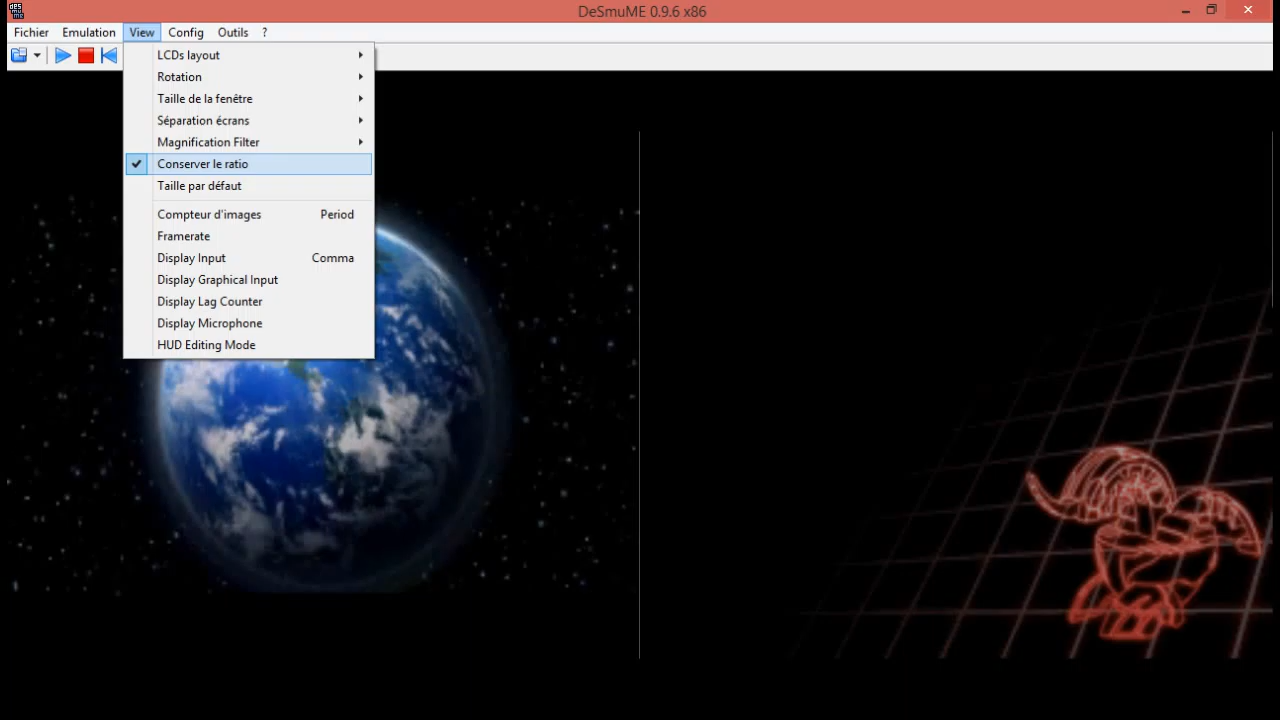 DeSmuME 0.9.6 x86
Fichier Emulation View Config Outils ?
LCDs layout
Rotation
Taille de la fenêtre
Séparation écrans
Magnification Filter
Conserver le ratio
Taille par défaut
Compteur d'images Period
Framerate
Display Input Comma
Display Graphical Input
Display Lag Counter
Display Microphone
HUD Editing Mode